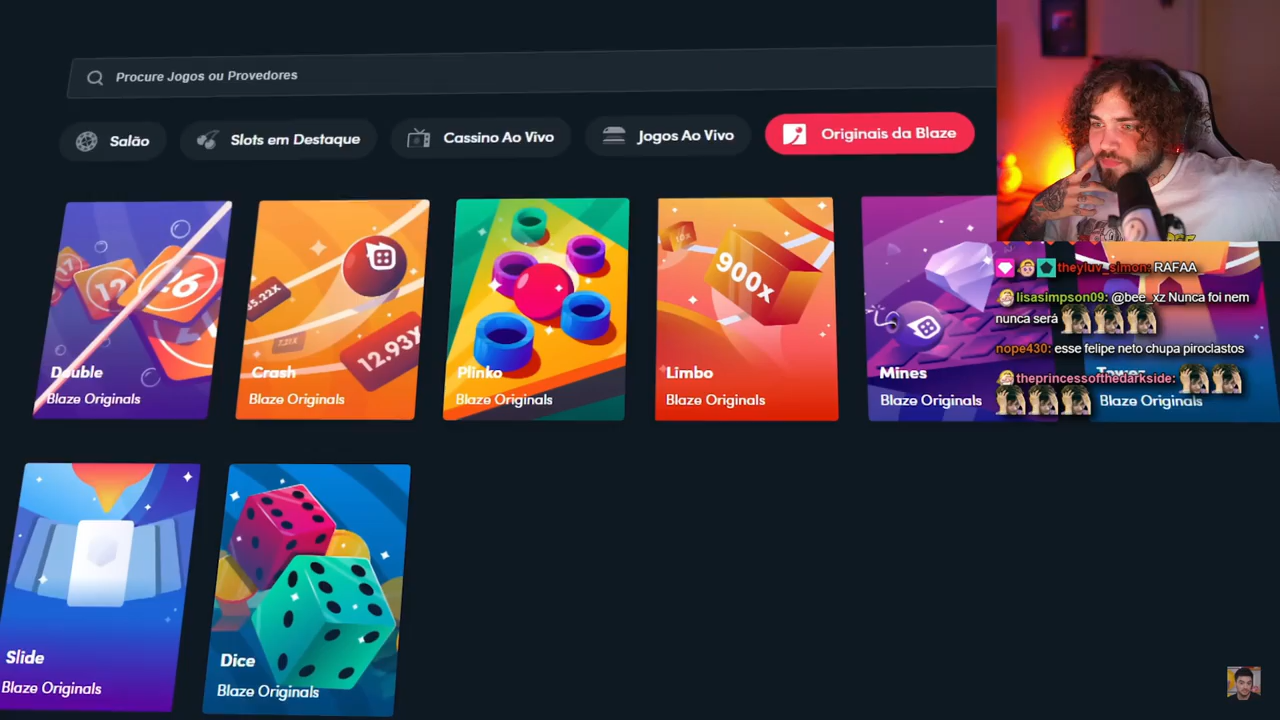 Procure Jogos ou Provedores
Salão
Slots em Destaque
Cassino Ao Vivo
Jogos Ao Vivo
Originais da Blaze
12
26
Double
Blaze Originals
12.93X
Crash
Blaze Originals
Plinko
Blaze Originals
900x
Limbo
Blaze Originals
Mines
Blaze Originals
Tower
Blaze Originals
theyluv_simon: RAFAA
lisasimpson09: @bee_xz Nunca foi nem
nunca será
nope430: esse felipe neto chupa piroclastos
theprincessofthedarkside:
Slide
Blaze Originals
Dice
Blaze Originals